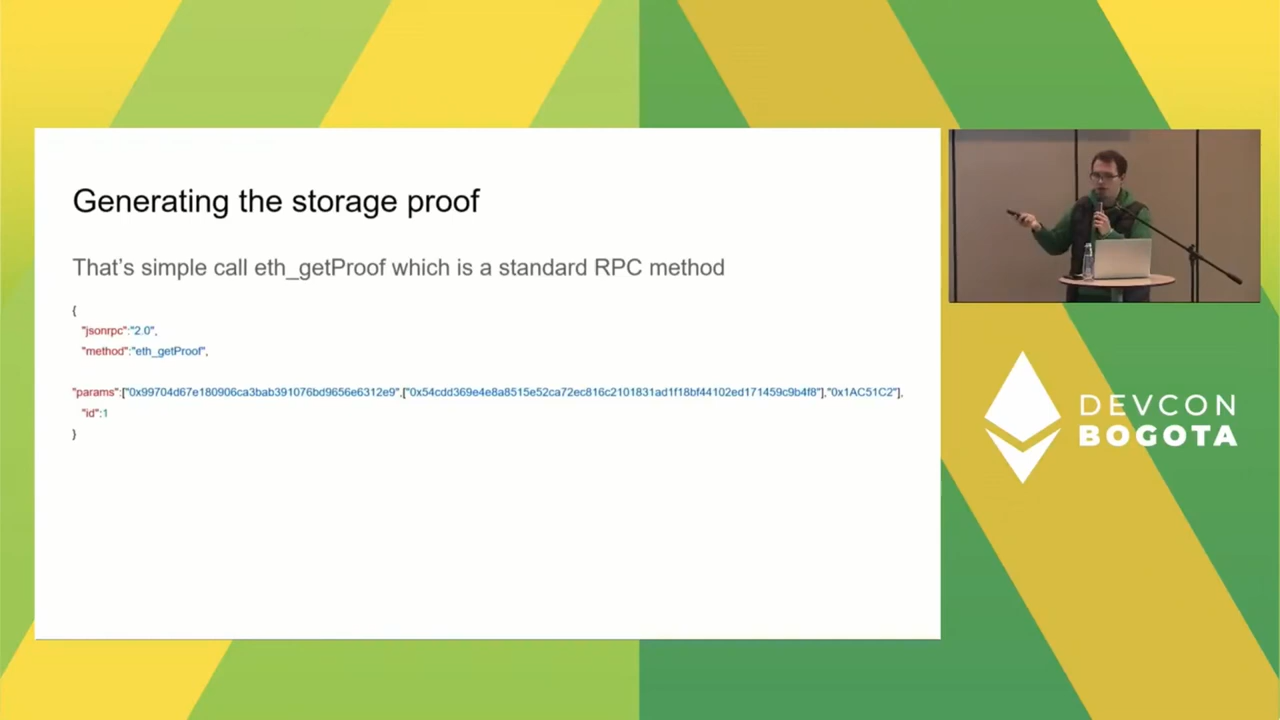 Generating the storage proof
That's simple call eth_getProof which is a standard RPC method
{
"jsonrpc":"2.0",
"method":"eth_getProof",
"params":["0x99704d67e180906ca3bab391076bd9656e6312e9",["0x54cdd369e4e8a8515e52ca72ec816c2101831ad1f18bf44102ed171459c9b4f8"],"0x1AC51C2"],
"id":1
}
DEVCON
BOGOTA